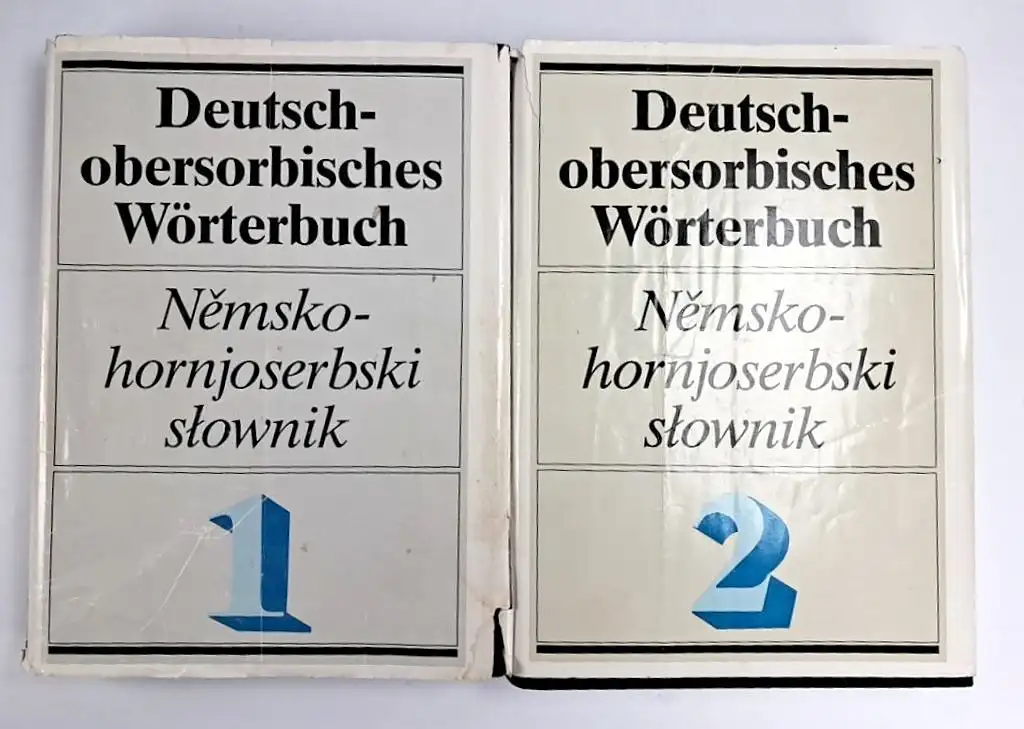 Deutsch-
obersorbisches
Wörterbuch
Němsko-
hornjoserbski
słownik
1
Deutsch-
obersorbisches
Wörterbuch
Němsko-
hornjoserbski
słownik
2